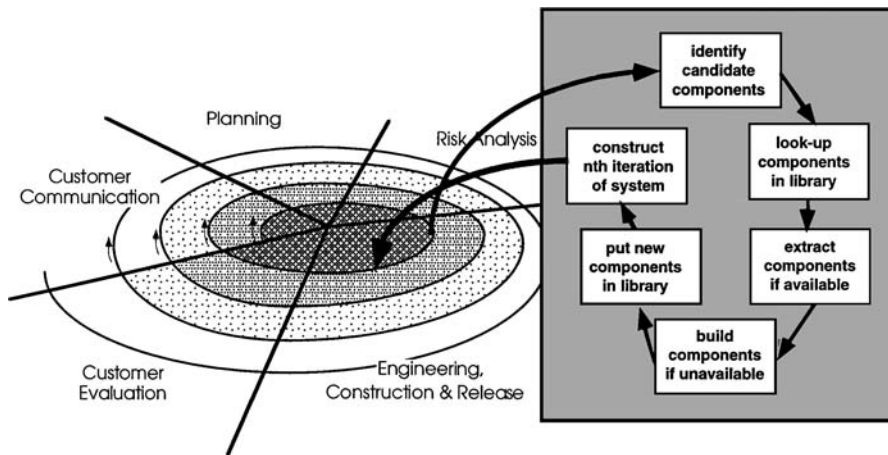 Planning
Risk Analysis
Customer
Communication
Customer
Evaluation
Engineering,
Construction & Release
identify
candidate
components
look-up
components
in library
extract
components
if available
build
components
if unavailable
put new
components
in library
construct
nth iteration
of system